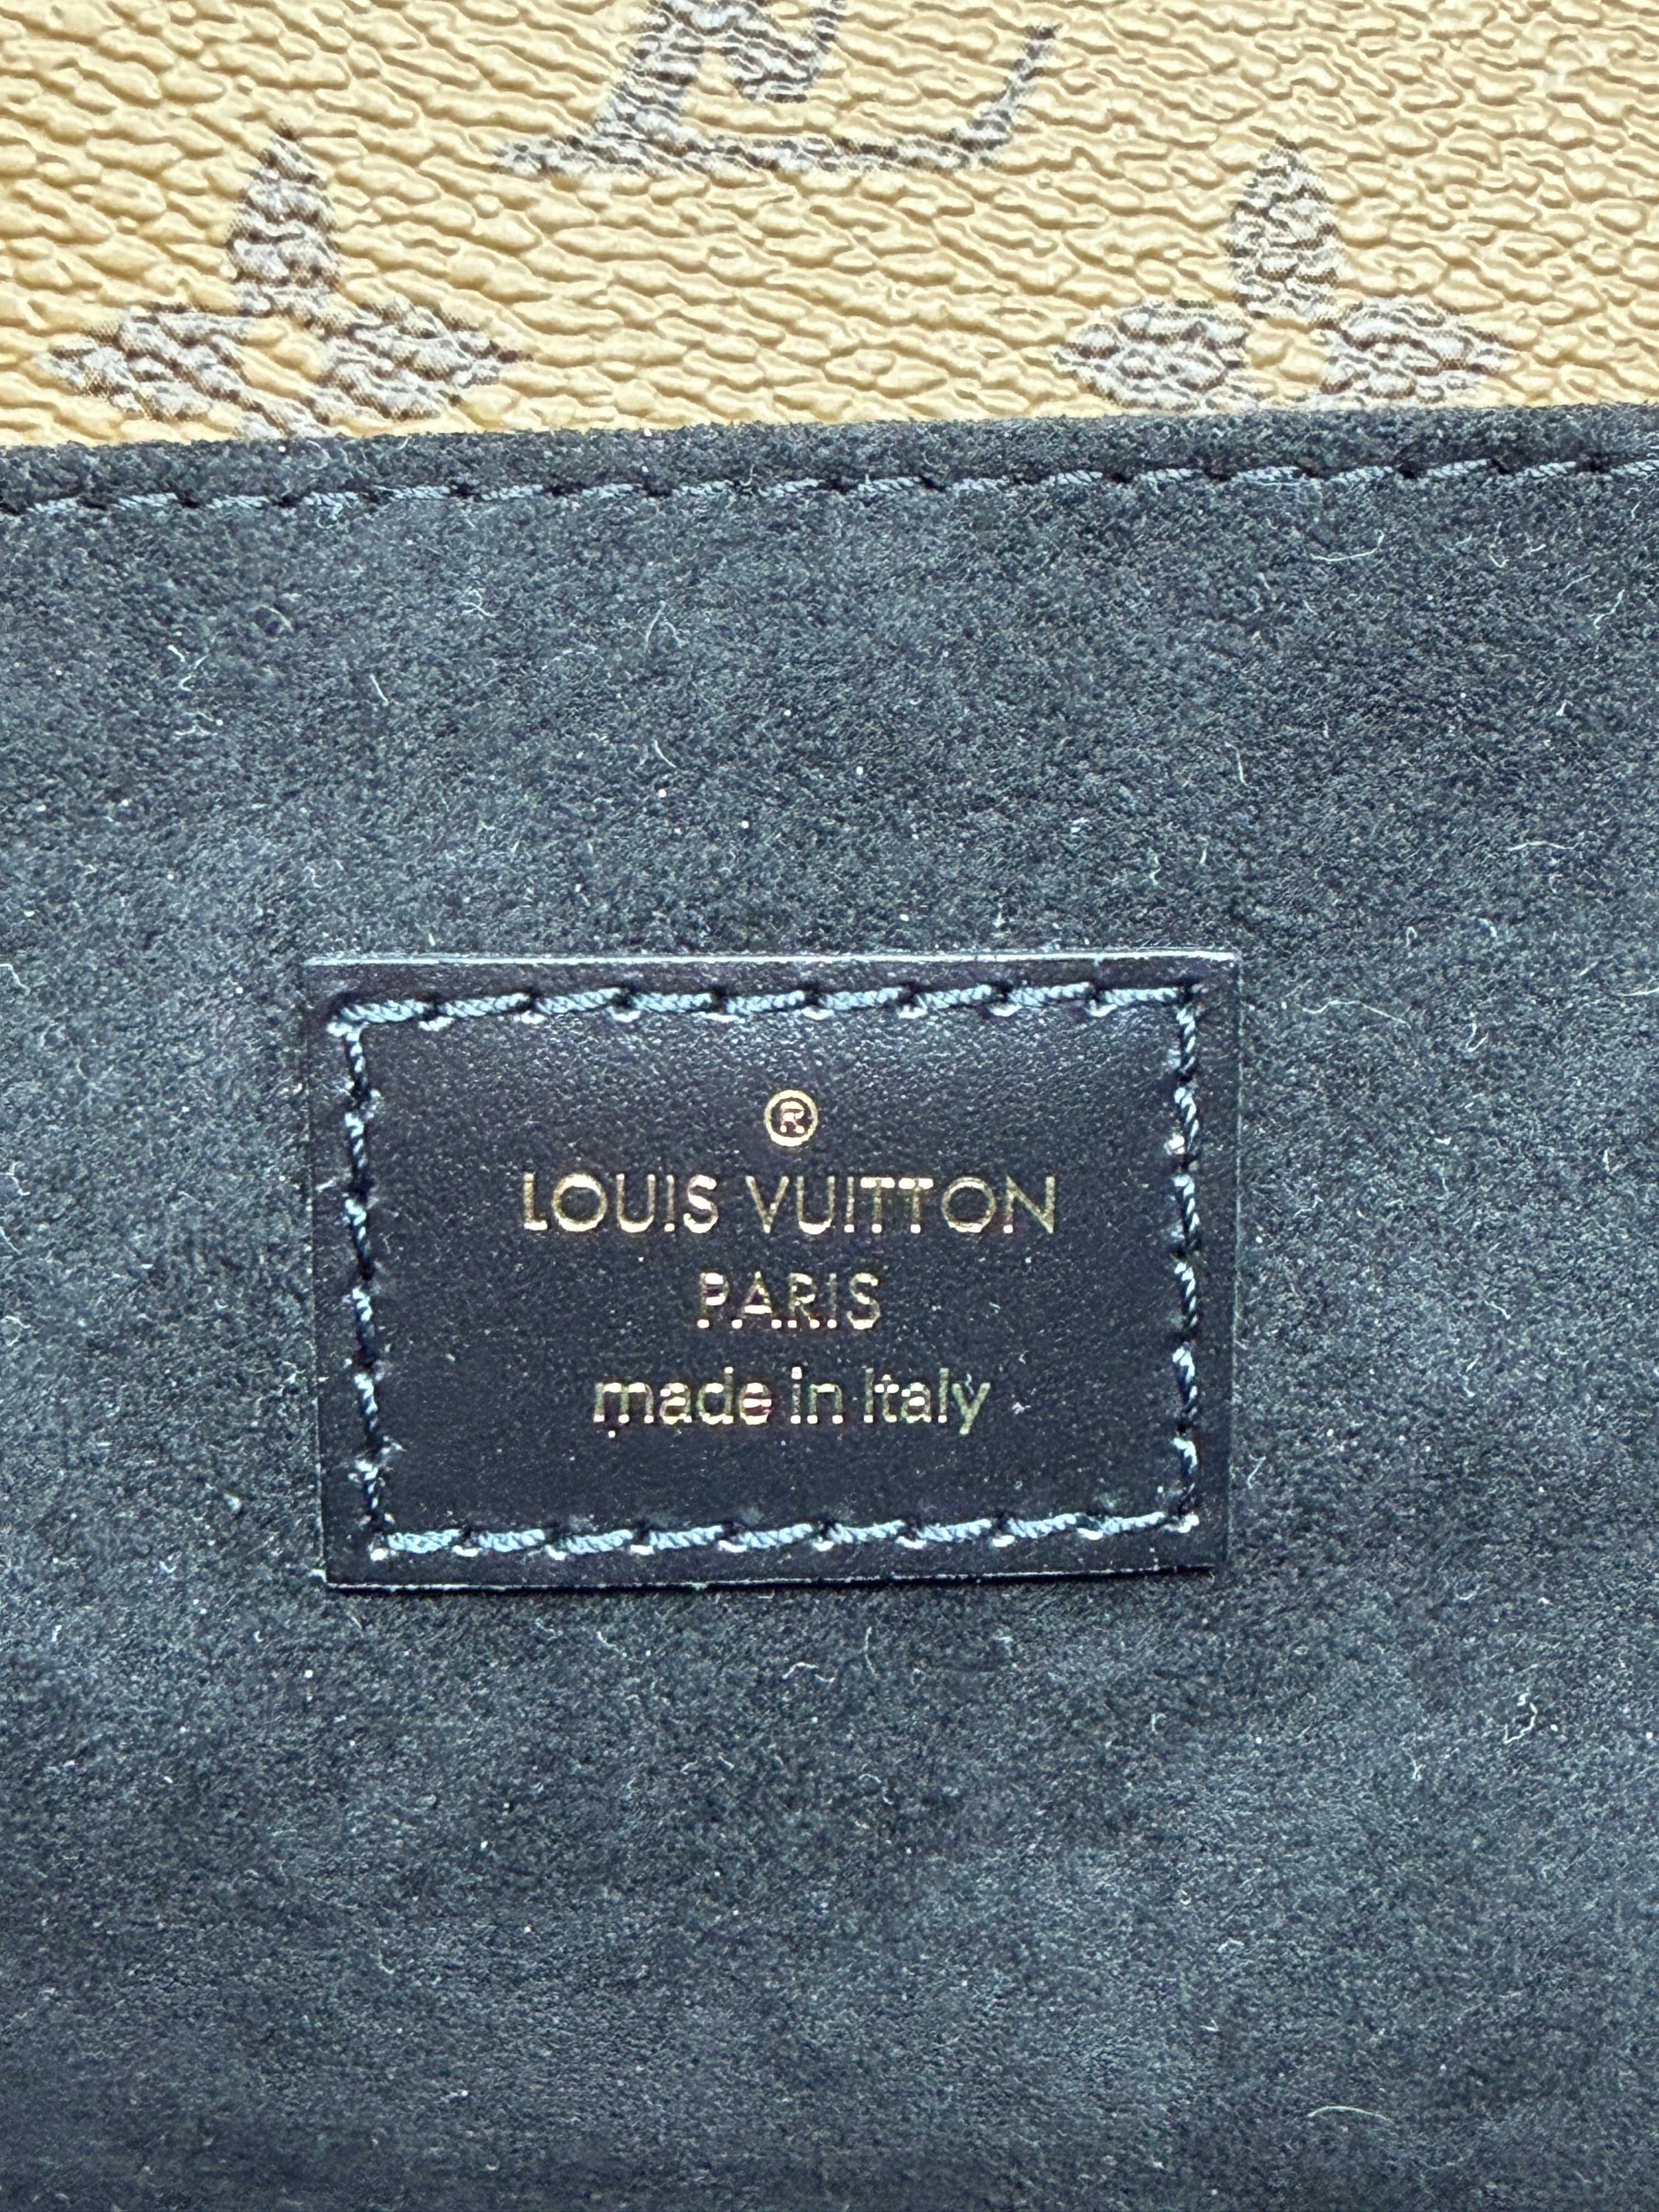 ®
LOUIS VUITTON
PARIS
made in Italy